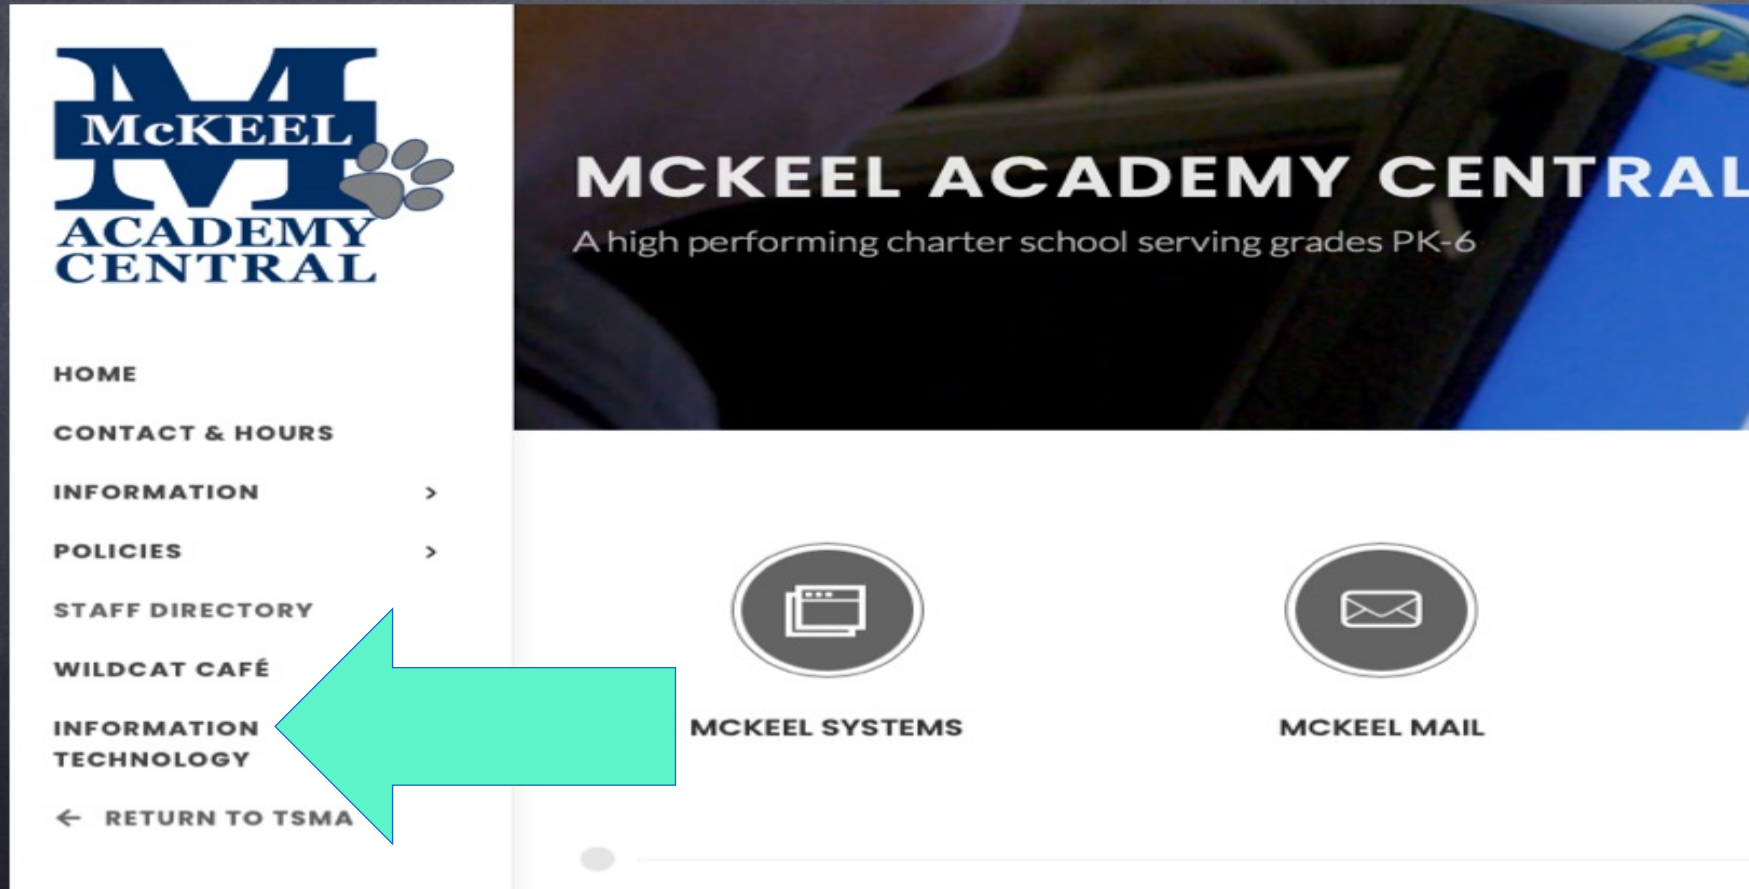 McKEEL
ACADEMY
CENTRAL
HOME
CONTACT & HOURS
INFORMATION >
POLICIES >
STAFF DIRECTORY
WILDCAT CAFÉ
INFORMATION
TECHNOLOGY
← RETURN TO TSMA
MCKEEL ACADEMY CENTRAL
A high performing charter school serving grades PK-6
MCKEEL SYSTEMS
MCKEEL MAIL